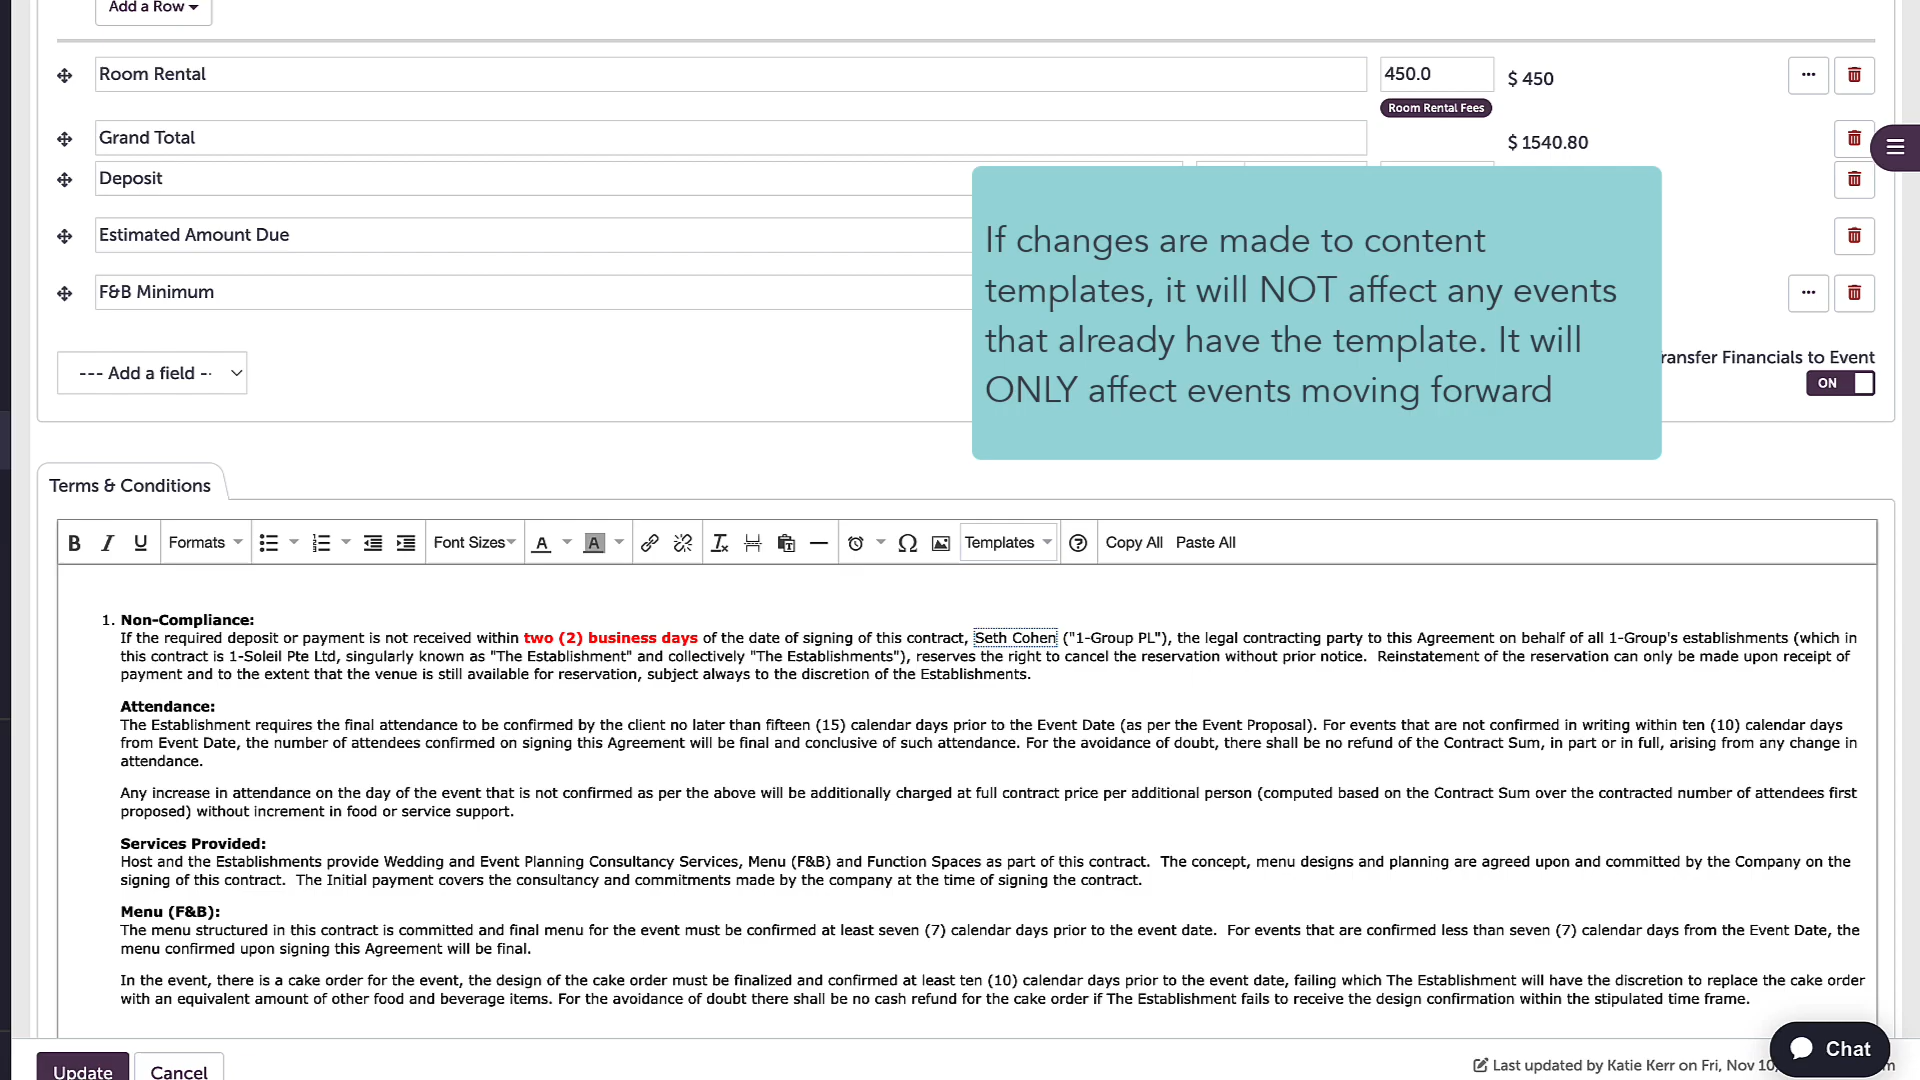 Add a Row
Room Rental
450.0
$ 450
Room Rental Fees
Grand Total
$ 1540.80
Deposit
Estimated Amount Due
F&B Minimum
If changes are made to content
templates, it will NOT affect any events
that already have the template. It will
ONLY affect events moving forward
--- Add a field -
ransfer Financials to Event
ON
Terms & Conditions
B I U Formats Font Sizes A A Templates Copy All Paste All
1. Non-Compliance:
If the required deposit or payment is not received within two (2) business days of the date of signing of this contract, Seth Cohen ("1-Group PL"), the legal contracting party to this Agreement on behalf of all 1-Group's establishments (which in
this contract is 1-Soleil Pte Ltd, singularly known as "The Establishment" and collectively "The Establishments"), reserves the right to cancel the reservation without prior notice.  Reinstatement of the reservation can only be made upon receipt of
payment and to the extent that the venue is still available for reservation, subject always to the discretion of the Establishments.
Attendance:
The Establishment requires the final attendance to be confirmed by the client no later than fifteen (15) calendar days prior to the Event Date (as per the Event Proposal). For events that are not confirmed in writing within ten (10) calendar days
from Event Date, the number of attendees confirmed on signing this Agreement will be final and conclusive of such attendance. For the avoidance of doubt, there shall be no refund of the Contract Sum, in part or in full, arising from any change in
attendance.
Any increase in attendance on the day of the event that is not confirmed as per the above will be additionally charged at full contract price per additional person (computed based on the Contract Sum over the contracted number of attendees first
proposed) without increment in food or service support.
Services Provided:
Host and the Establishments provide Wedding and Event Planning Consultancy Services, Menu (F&B) and Function Spaces as part of this contract.  The concept, menu designs and planning are agreed upon and committed by the Company on the
signing of this contract.  The Initial payment covers the consultancy and commitments made by the company at the time of signing the contract.
Menu (F&B):
The menu structured in this contract is committed and final menu for the event must be confirmed at least seven (7) calendar days prior to the event date.  For events that are confirmed less than seven (7) calendar days from the Event Date, the
menu confirmed upon signing this Agreement will be final.
In the event, there is a cake order for the event, the design of the cake order must be finalized and confirmed at least ten (10) calendar days prior to the event date, failing which The Establishment will have the discretion to replace the cake order
with an equivalent amount of other food and beverage items. For the avoidance of doubt there shall be no cash refund for the cake order if The Establishment fails to receive the design confirmation within the stipulated time frame.
Update Cancel
Last updated by Katie Kerr on Fri, Nov 10
Chat